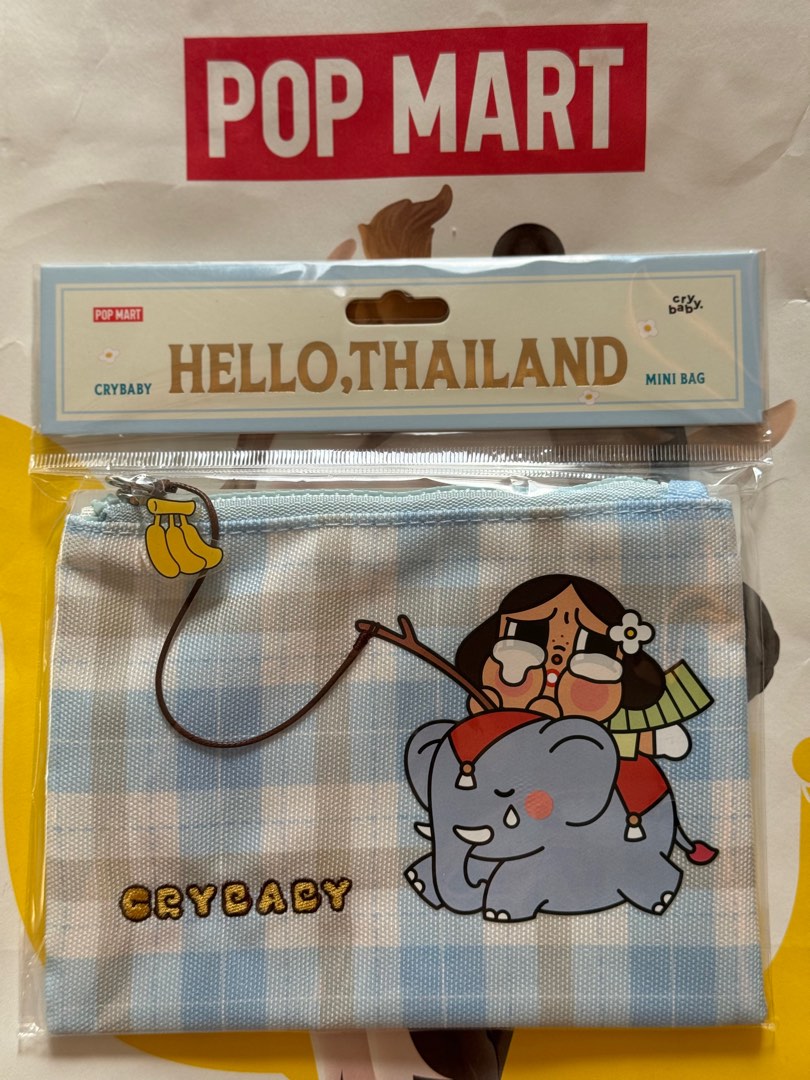 POP MART
POP MART
cry
baby.
CRYBABY
HELLO, THAILAND
MINI BAG
CRYBABY